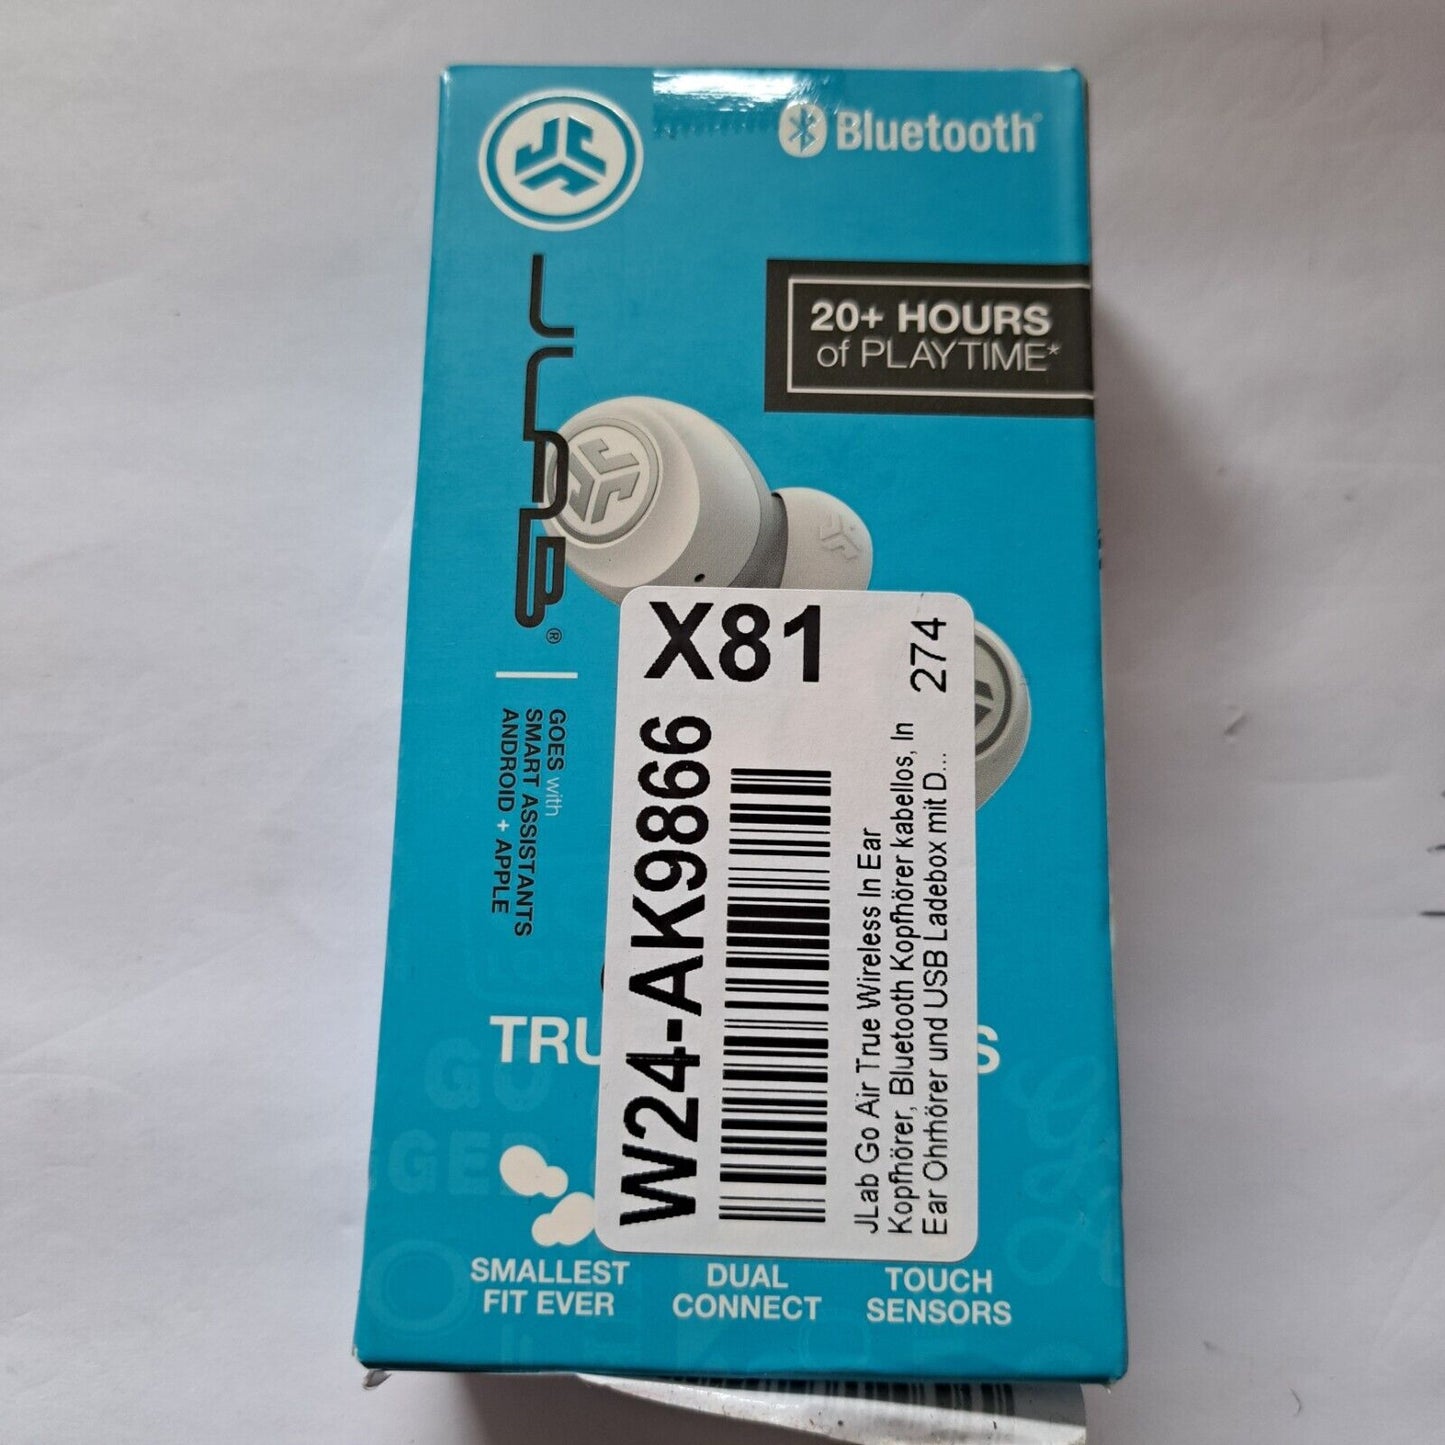 Bluetooth
20+ HOURS
of PLAYTIME*
JLAB®
GOES with
SMART ASSISTANTS
ANDROID + APPLE
X81
274
W24-AK9866
JLab Go Air True Wireless In Ear
Kopfhörer, Bluetooth Kopfhörer kabellos, In
Ear Ohrhörer und USB Ladebox mit D...
SMALLEST
FIT EVER
DUAL
CONNECT
TOUCH
SENSORS